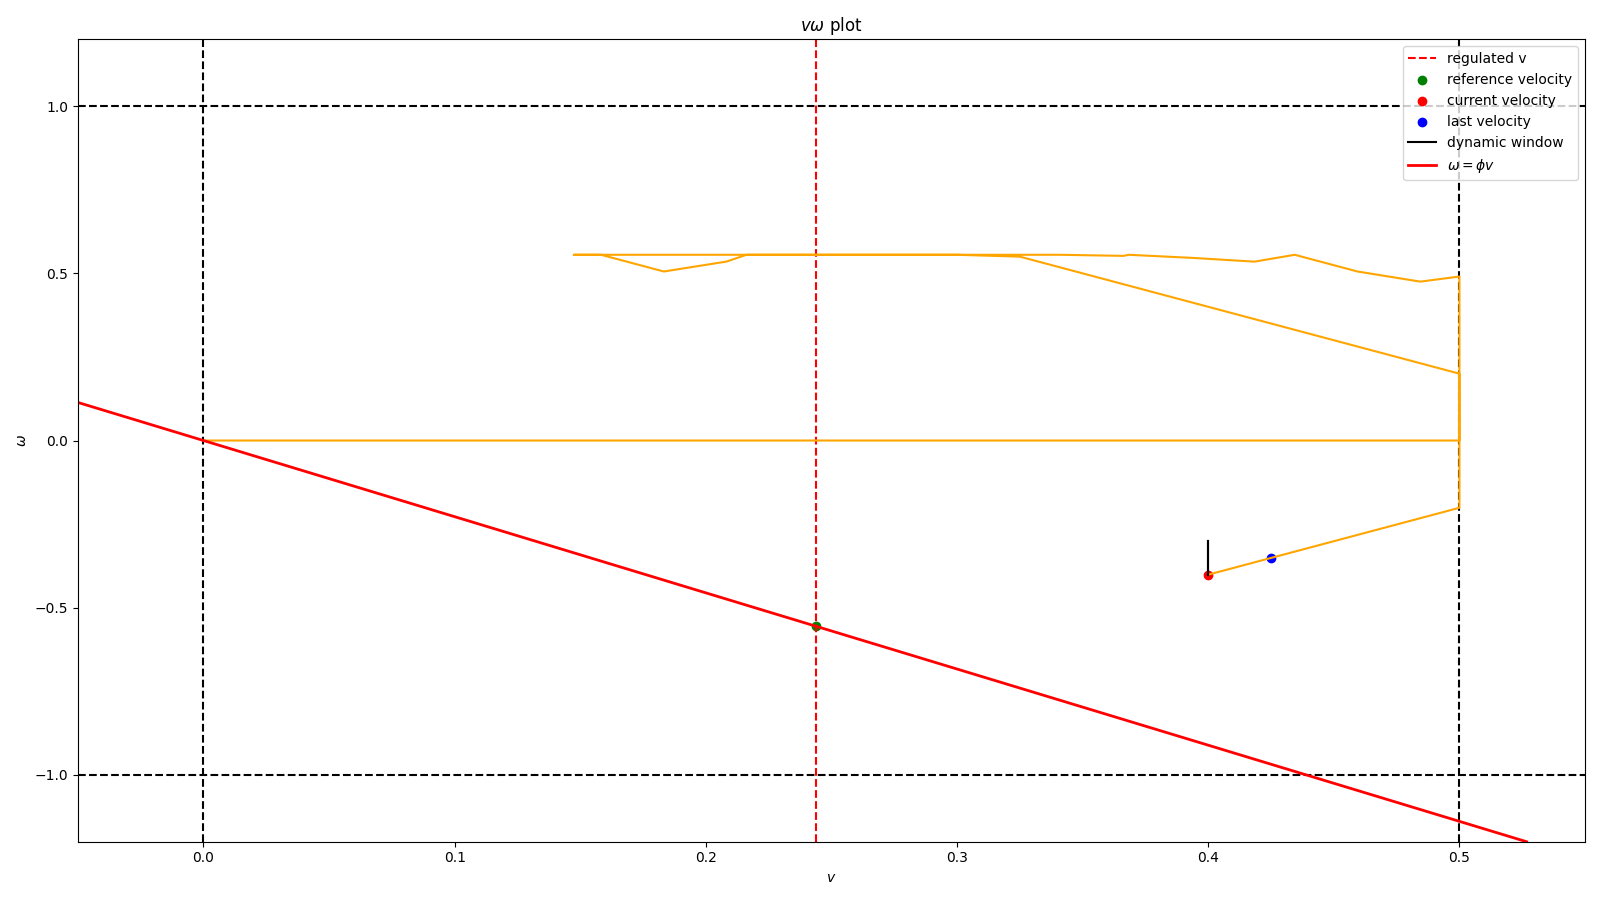 vω plot
regulated v
reference velocity
current velocity
last velocity
dynamic window
ω = ϕv
1.0
0.5
0.0
−0.5
−1.0
ω
0.0 0.1 0.2 0.3 0.4 0.5
v